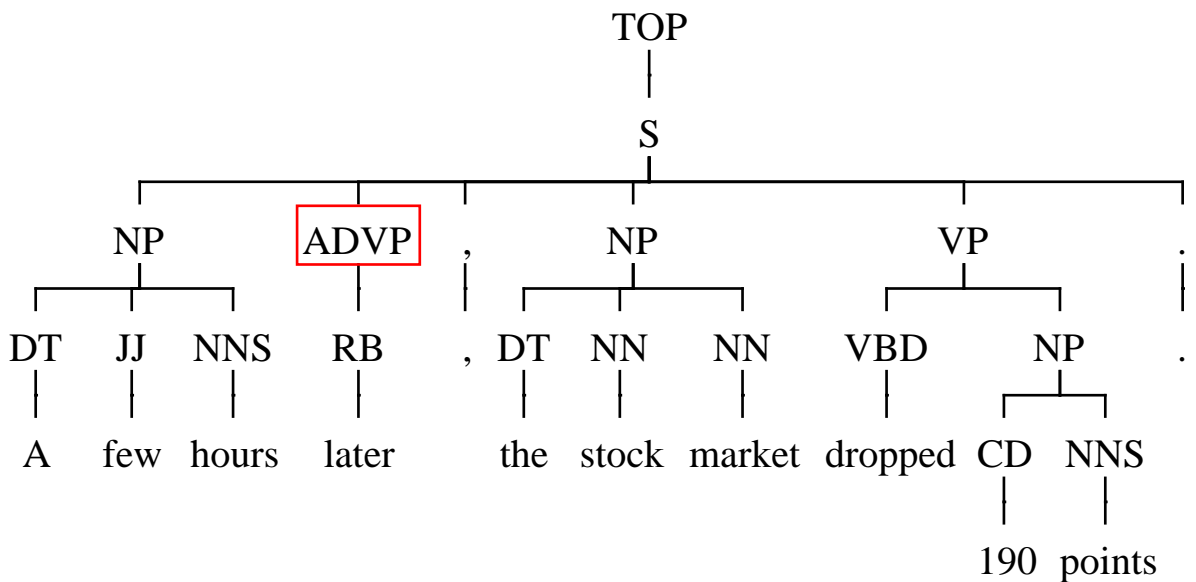 TOP
S
NP ADVP , NP VP .
DT JJ NNS RB , DT NN NN VBD NP .
A few hours later the stock market dropped CD NNS
190 points